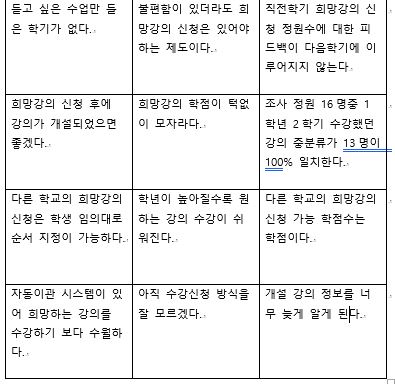 듣고 싶은 수업만 들
은 학기가 없다.
불편함이 있더라도 희
망강의 신청은 있어야
하는 제도이다.
직전학기 희망강의 신
청 정원수에 대한 피
드백이 다음학기에 이
루어지지 않는다.
희망강의 신청 후에
강의가 개설되었으면
좋겠다.
희망강의 학점이 턱없
이 모자라다.
조사 정원 16명중 1
학년 2학기 수강했던
강의 중분류가 13명이
100% 일치한다.
다른 학교의 희망강의
신청은 학생 임의대로
순서 지정이 가능하다.
학년이 높아질수록 원
하는 강의 수강이 쉬
워진다.
다른 학교의 희망강의
신청 가능 학점수는
학점이다.
자동이관 시스템이 있
어 희망하는 강의를
수강하기 보다 수월하
다.
아직 수강신청 방식을
잘 모르겠다.
개설 강의 정보를 너
무 늦게 알게 된다.